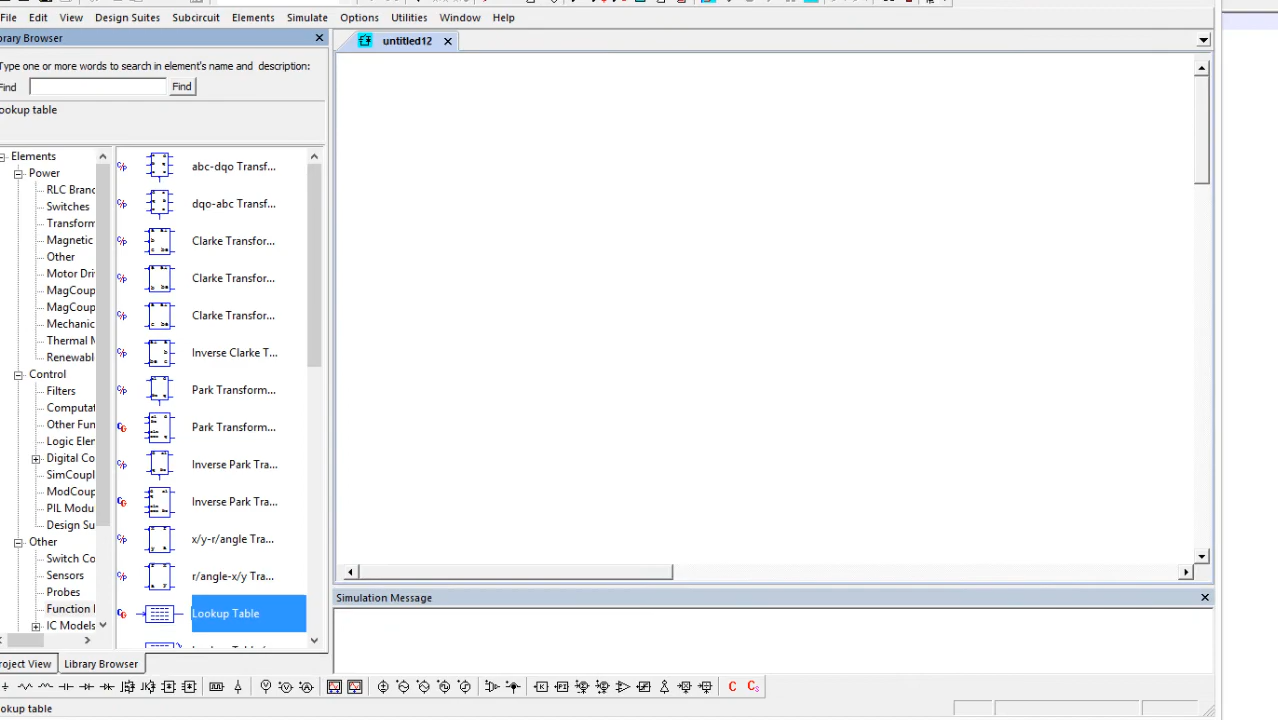 File Edit View Design Suites Subcircuit Elements Simulate Options Utilities Window Help
brary Browser
untitled12
Type one or more words to search in element's name and description:
Find
Find
ookup table
Elements
Power
RLC Branc
Switches
Transform
Magnetic
Other
Motor Dri
MagCoup
MagCoup
Mechanic
Thermal M
Renewabl
Control
Filters
Computat
Other Fun
Logic Elen
Digital Co
SimCoupl
ModCoup
PIL Modu
Design Su
Other
Switch Co
Sensors
Probes
Function I
IC Models
abc-dqo Transf...
dqo-abc Transf...
Clarke Transfor...
Clarke Transfor...
Clarke Transfor...
Inverse Clarke T...
Park Transform...
Park Transform...
Inverse Park Tra...
Inverse Park Tra...
x/y-r/angle Tra...
r/angle-x/y Tra...
Lookup Table
Simulation Message
roject View
Library Browser
ookup table